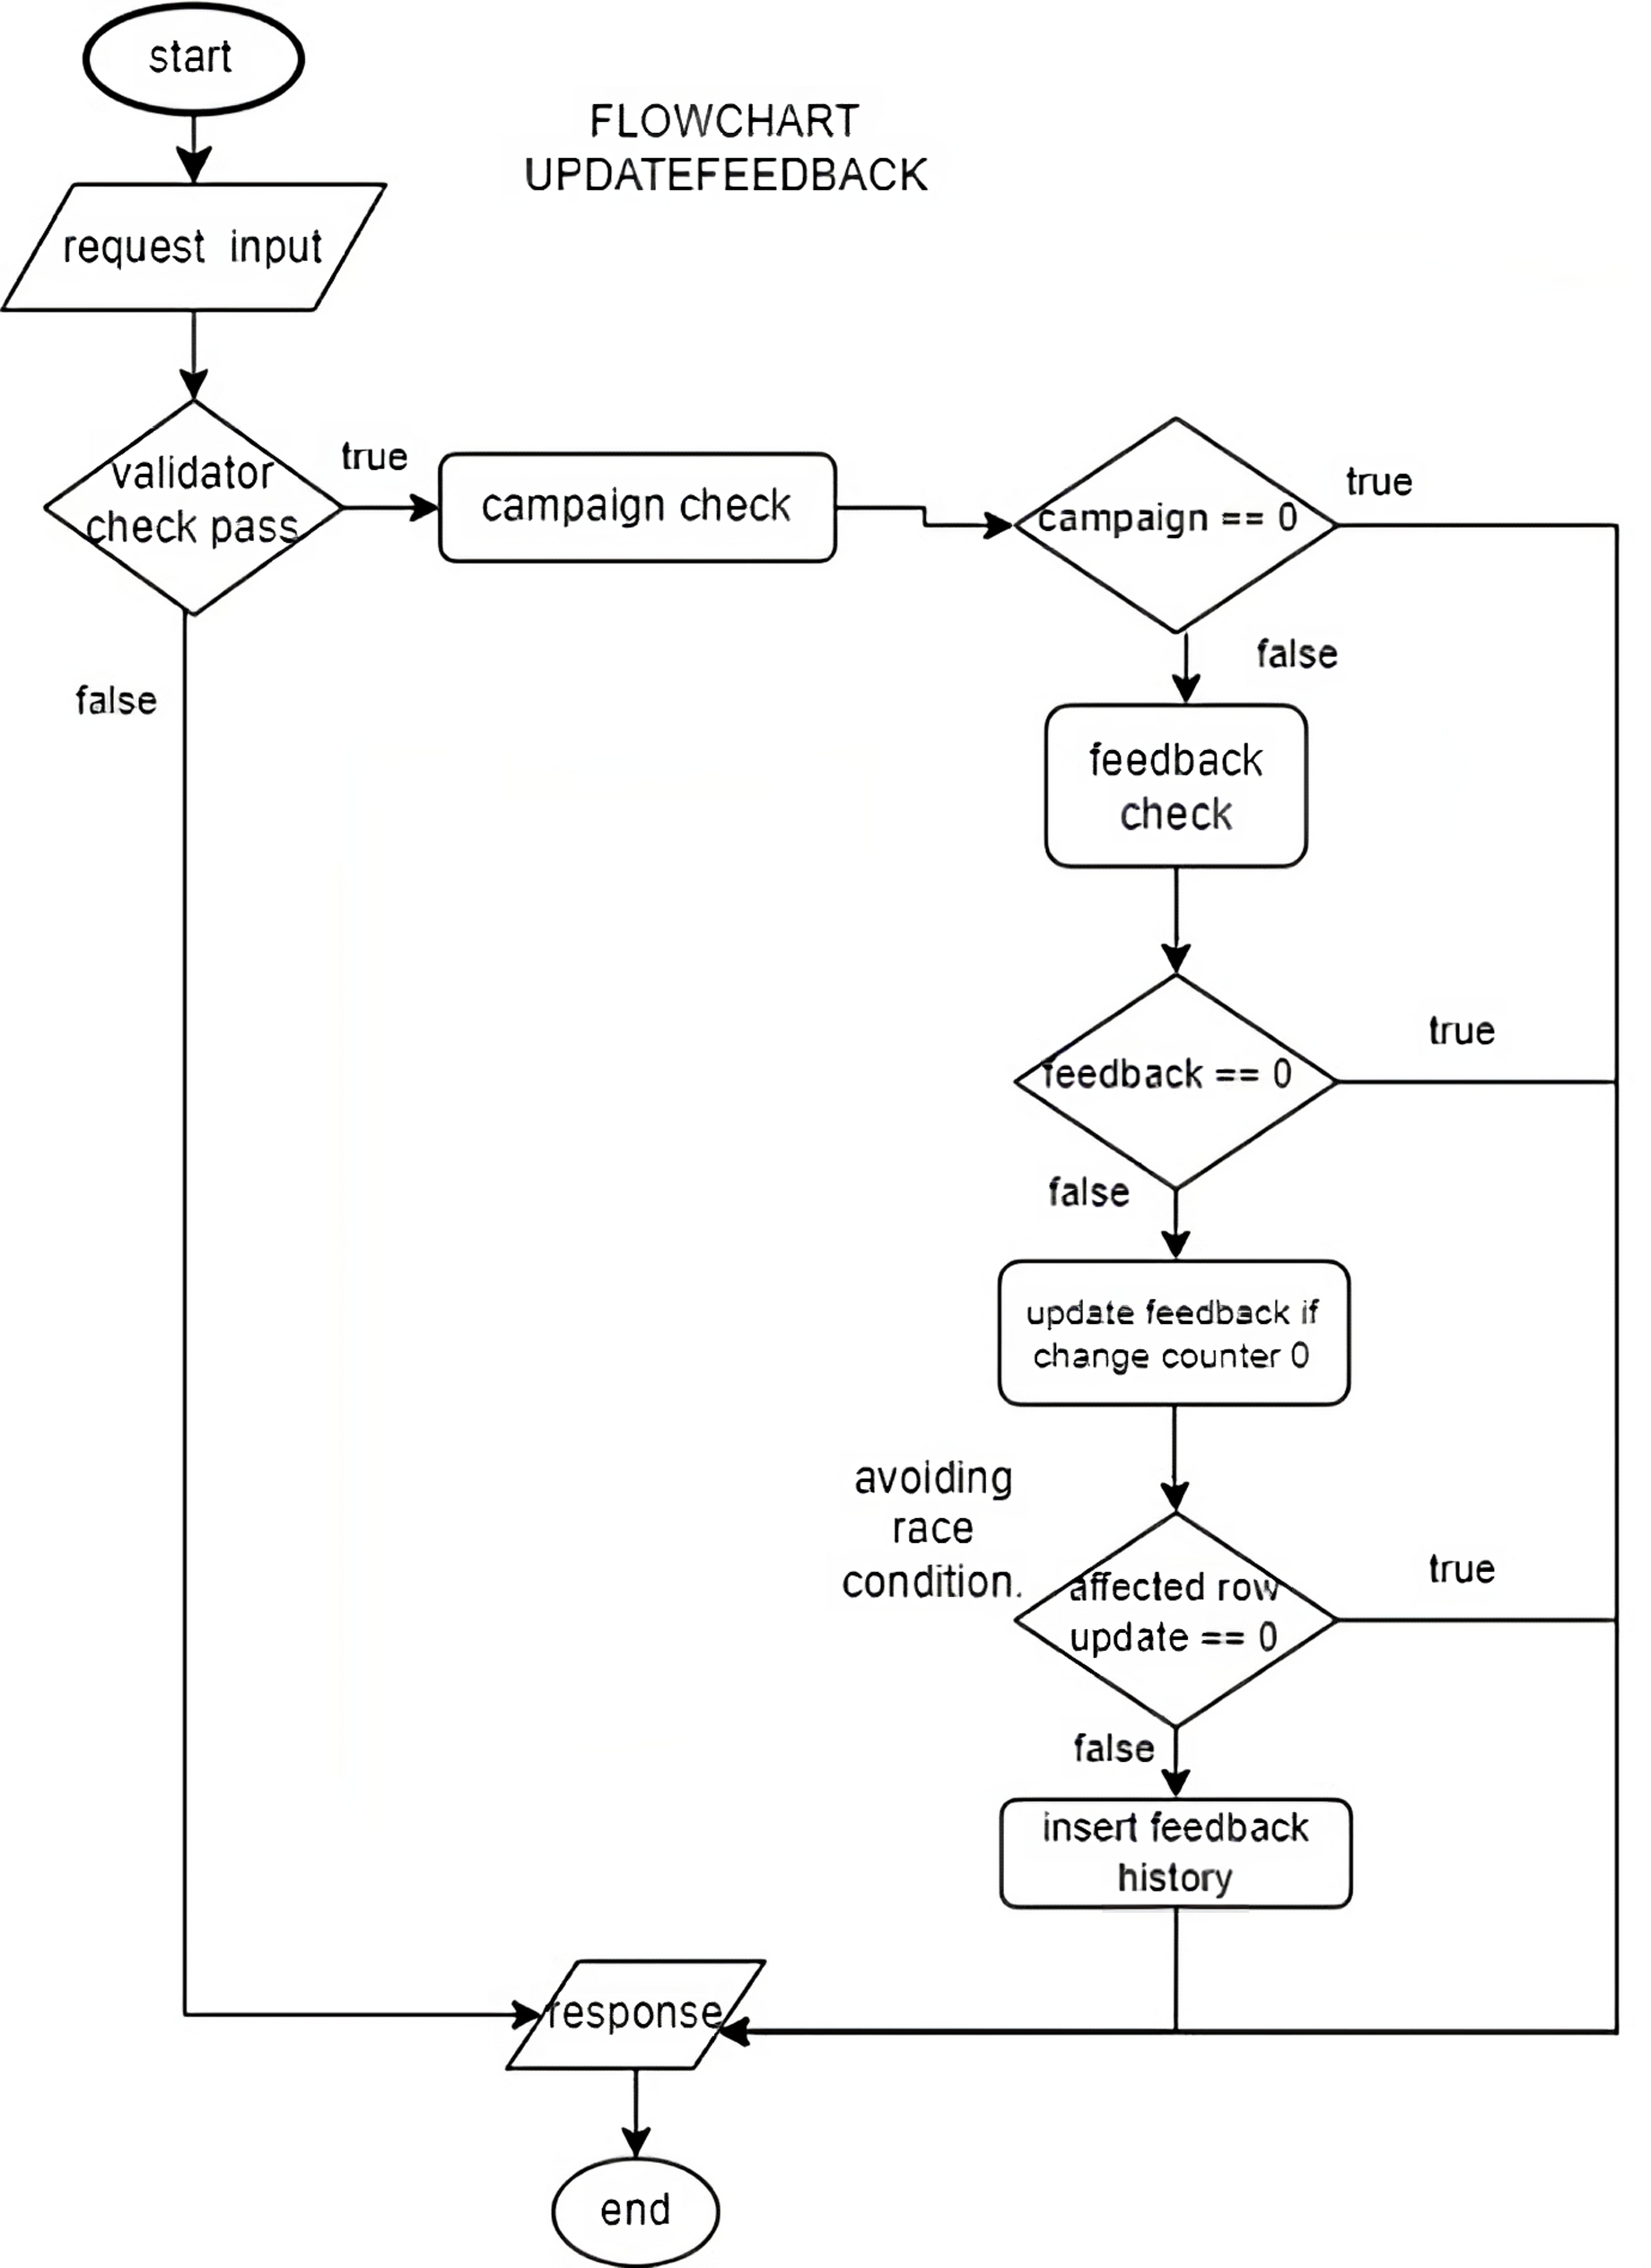 start
FLOWCHART
UPDATEFEEDBACK
request input
validator
check pass
true
campaign check
campaign == 0
true
false
false
feedback
check
feedback == 0
true
false
update feedback if
change counter 0
avoiding
race
condition.
affected row
update == 0
true
false
insert feedback
history
response
end